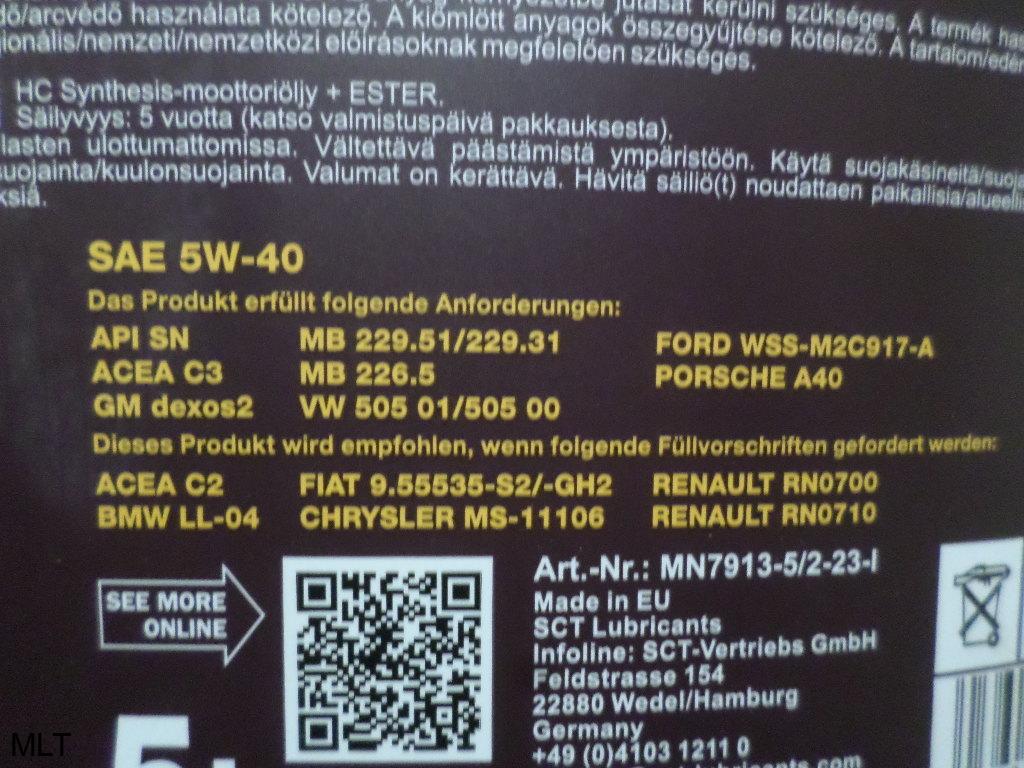 dő/arcvédő használata kötelező. A kiömlött anyagok összegyűjtése kötelező. A tartalom/edén
ionális/nemzeti/nemzetközi előírásoknak megfelelően szükséges.
HC Synthesis-moottoriöljy + ESTER.
Säilyvyys: 5 vuotta (katso valmistuspäivä pakkauksesta).
lasten ulottumattomissa. Vältettävä päästämistä ympäristöön. Käytä suojakäsineitä/suoja
suojainta/kuulonsuojainta. Valumat on kerättävä. Hävitä säiliö(t) noudattaen paikallisia/alueelli
ksiä.
SAE 5W-40
Das Produkt erfüllt folgende Anforderungen:
API SN MB 229.51/229.31 FORD WSS-M2C917-A
ACEA C3 MB 226.5 PORSCHE A40
GM dexos2 VW 505 01/505 00
Dieses Produkt wird empfohlen, wenn folgende Füllvorschriften gefordert werden:
ACEA C2 FIAT 9.55535-S2/-GH2 RENAULT RN0700
BMW LL-04 CHRYSLER MS-11106 RENAULT RN0710
SEE MORE
ONLINE
Art.-Nr.: MN7913-5/2-23-I
Made in EU
SCT Lubricants
Infoline: SCT-Vertriebs GmbH
Feldstrasse 154
22880 Wedel/Hamburg
Germany
+49 (0)4103 1211 0
MLT